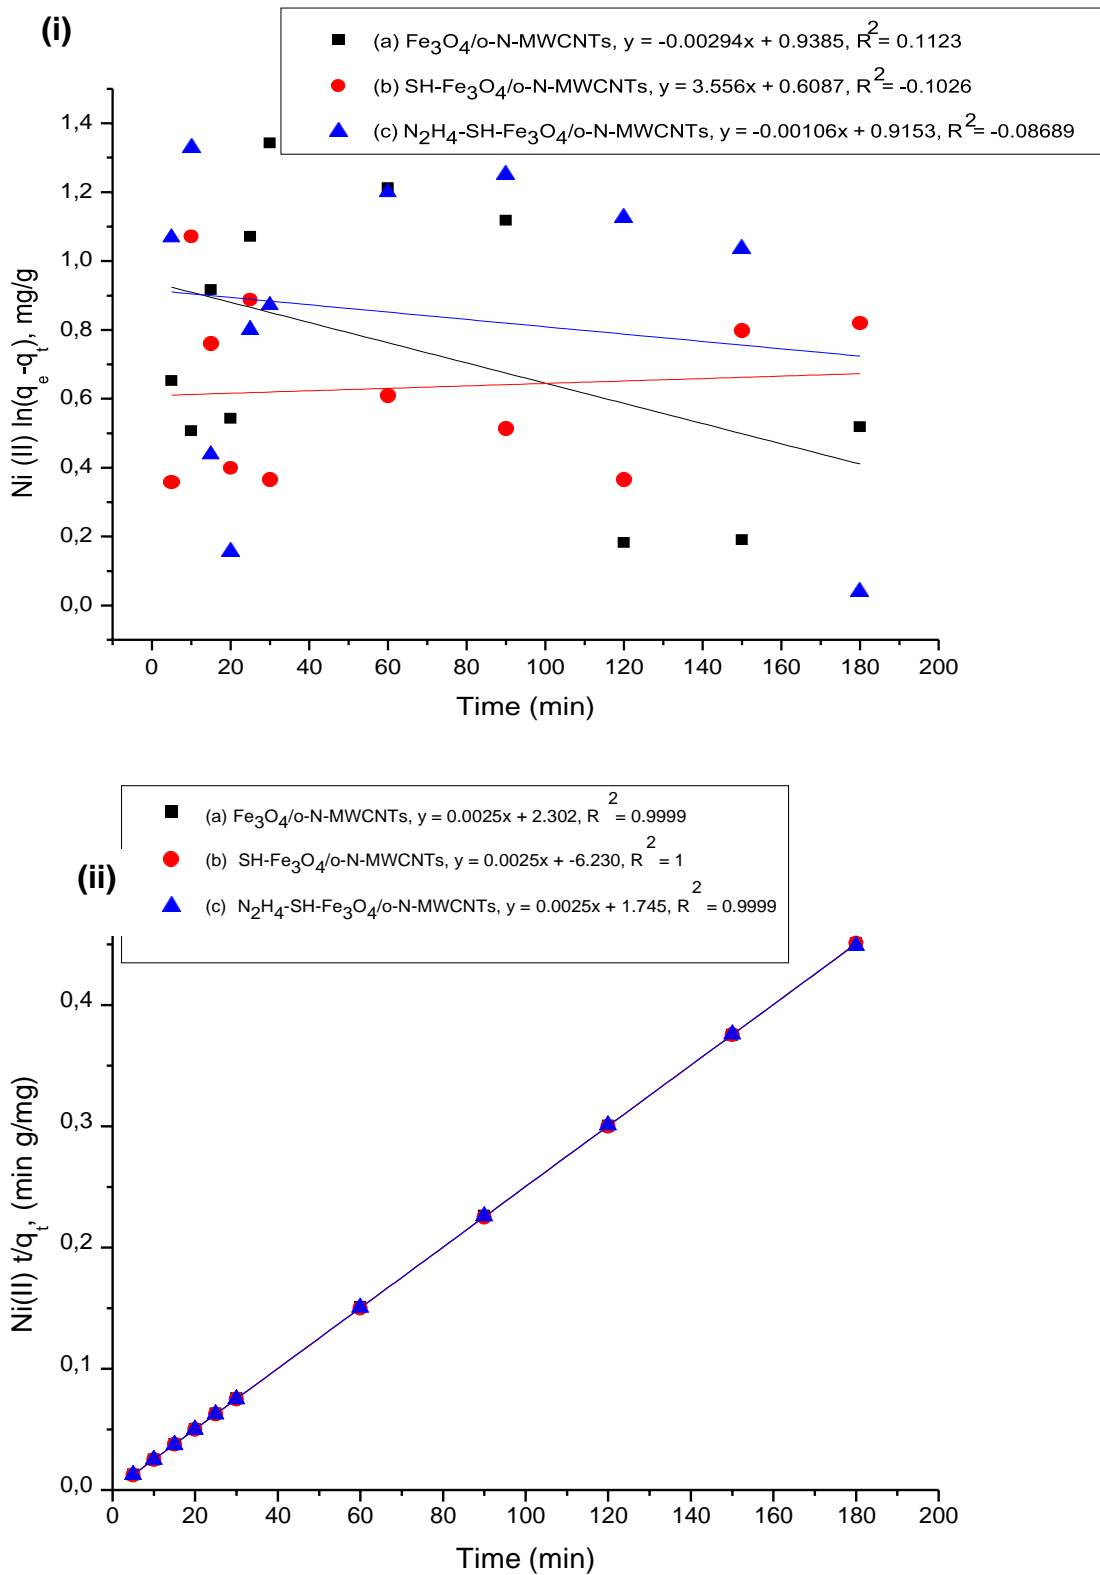 (i)
(a) Fe3O4/o-N-MWCNTs, y = -0.00294x + 0.9385, R2= 0.1123
(b) SH-Fe3O4/o-N-MWCNTs, y = 3.556x + 0.6087, R2= -0.1026
(c) N2H4-SH-Fe3O4/o-N-MWCNTs, y = -0.00106x + 0.9153, R2= -0.08689
Ni (II) ln(qe-qt), mg/g
1,4
1,2
1,0
0,8
0,6
0,4
0,2
0,0
0 20 40 60 80 100 120 140 160 180 200
Time (min)
(a) Fe3O4/o-N-MWCNTs, y = 0.0025x + 2.302, R2 = 0.9999
(b) SH-Fe3O4/o-N-MWCNTs, y = 0.0025x + -6.230, R2 = 1
(ii)
(c) N2H4-SH-Fe3O4/o-N-MWCNTs, y = 0.0025x + 1.745, R2 = 0.9999
Ni(II) t/qt, (min g/mg)
0,4
0,3
0,2
0,1
0,0
0 20 40 60 80 100 120 140 160 180 200
Time (min)